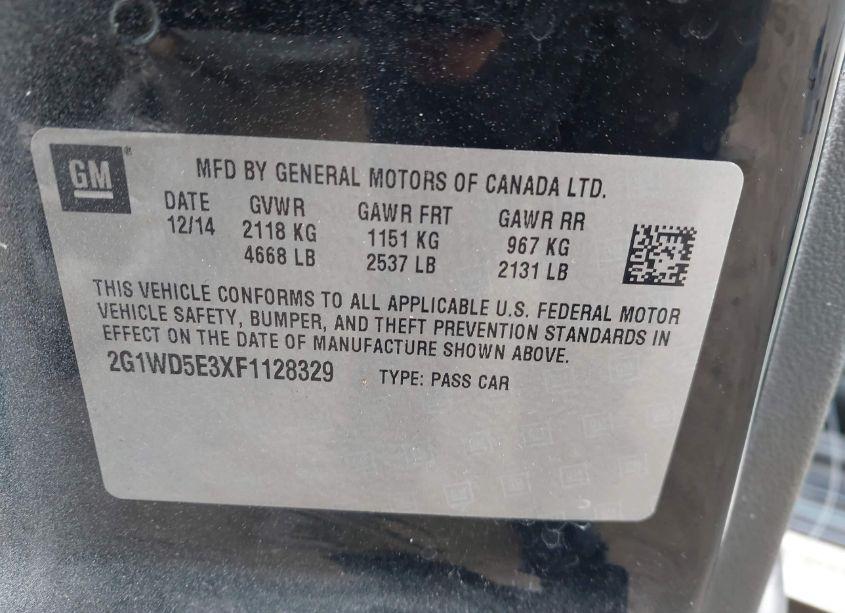 GM®
MFD BY GENERAL MOTORS OF CANADA LTD.
DATE GVWR GAWR FRT GAWR RR
12/14 2118 KG 1151 KG 967 KG
4668 LB 2537 LB 2131 LB
THIS VEHICLE CONFORMS TO ALL APPLICABLE U.S. FEDERAL MOTOR
VEHICLE SAFETY, BUMPER, AND THEFT PREVENTION STANDARDS IN
EFFECT ON THE DATE OF MANUFACTURE SHOWN ABOVE.
2G1WD5E3XF1128329 TYPE: PASS CAR